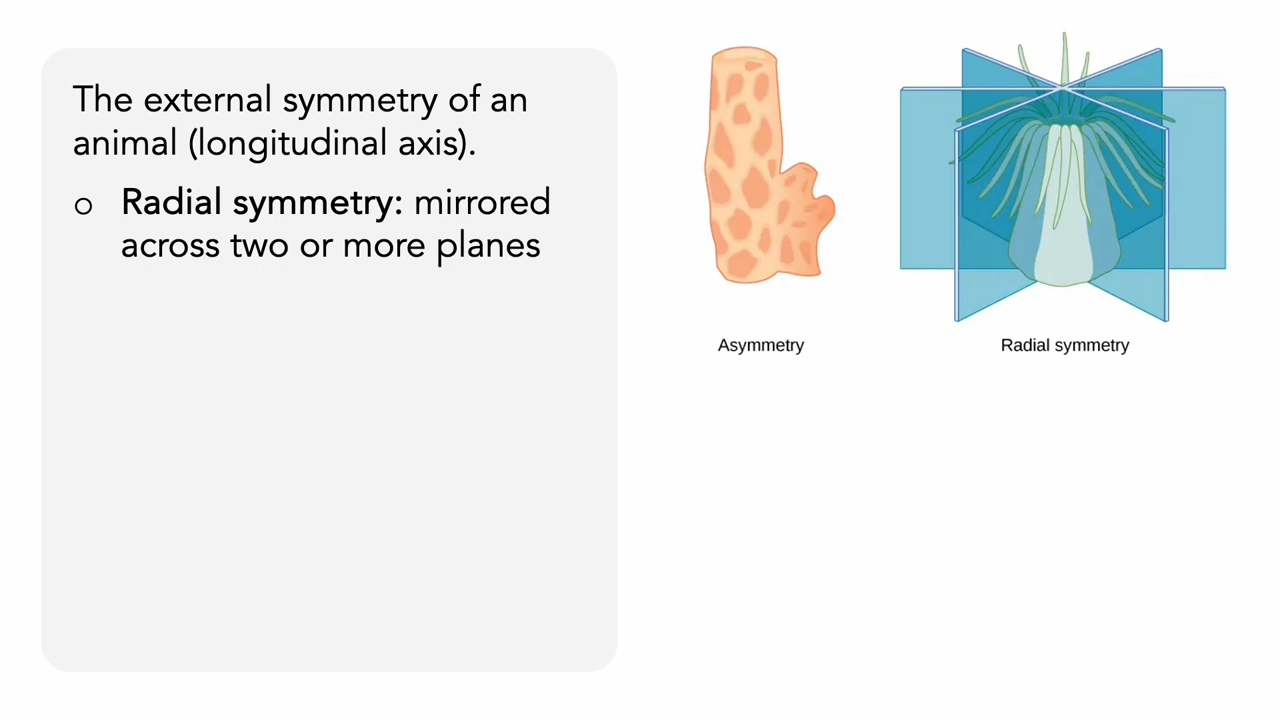 The external symmetry of an
animal (longitudinal axis).
o Radial symmetry: mirrored
across two or more planes
Asymmetry
Radial symmetry